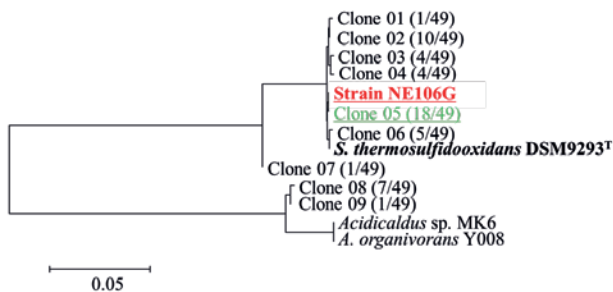 Clone 01 (1/49)
Clone 02 (10/49)
Clone 03 (4/49)
Clone 04 (4/49)
Strain NE106G
Clone 05 (18/49)
Clone 06 (5/49)
S. thermosulfidooxidans DSM9293ᵀ
Clone 07 (1/49)
Clone 08 (7/49)
Clone 09 (1/49)
Acidicaldus sp. MK6
A. organivorans Y008
0.05